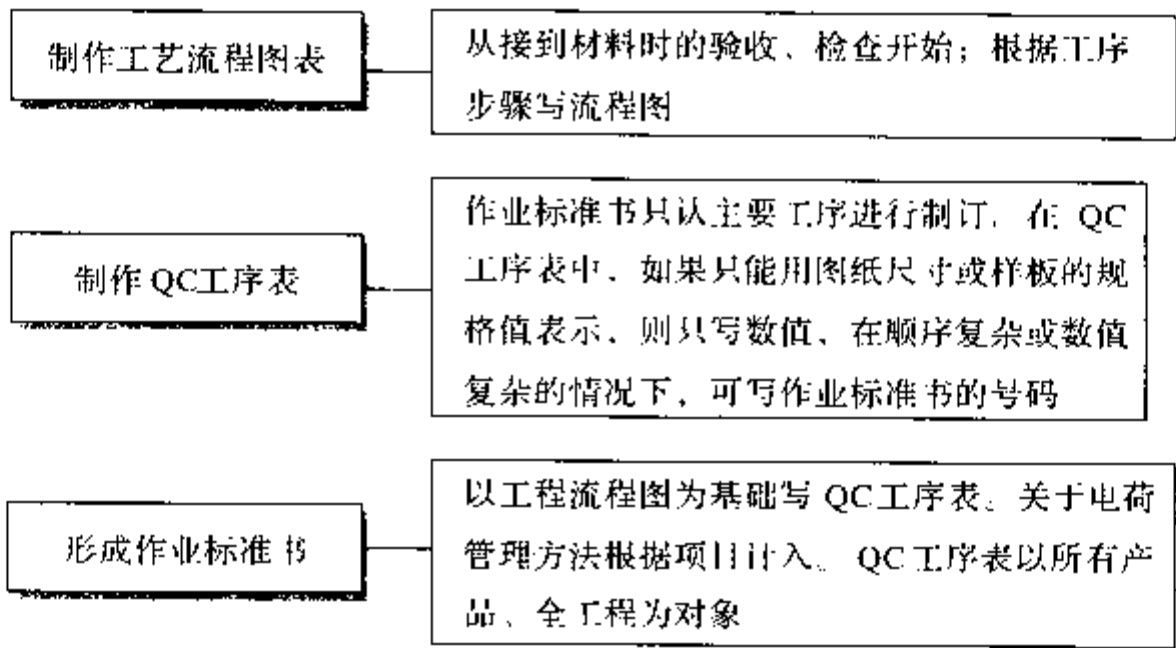 制作工艺流程图表
从接到材料时的验收、检查开始；根据工序
步骤写流程图
制作QC工序表
作业标准书只认主要工序进行制订，在 QC
工序表中，如果只能用图纸尺寸或样板的规
格值表示，则只写数值，在顺序复杂或数值
复杂的情况下，可写作业标准书的号码
形成作业标准书
以工程流程图为基础写 QC工序表。关于电荷
管理方法根据项目计入。QC工序表以所有产
品、全工程为对象